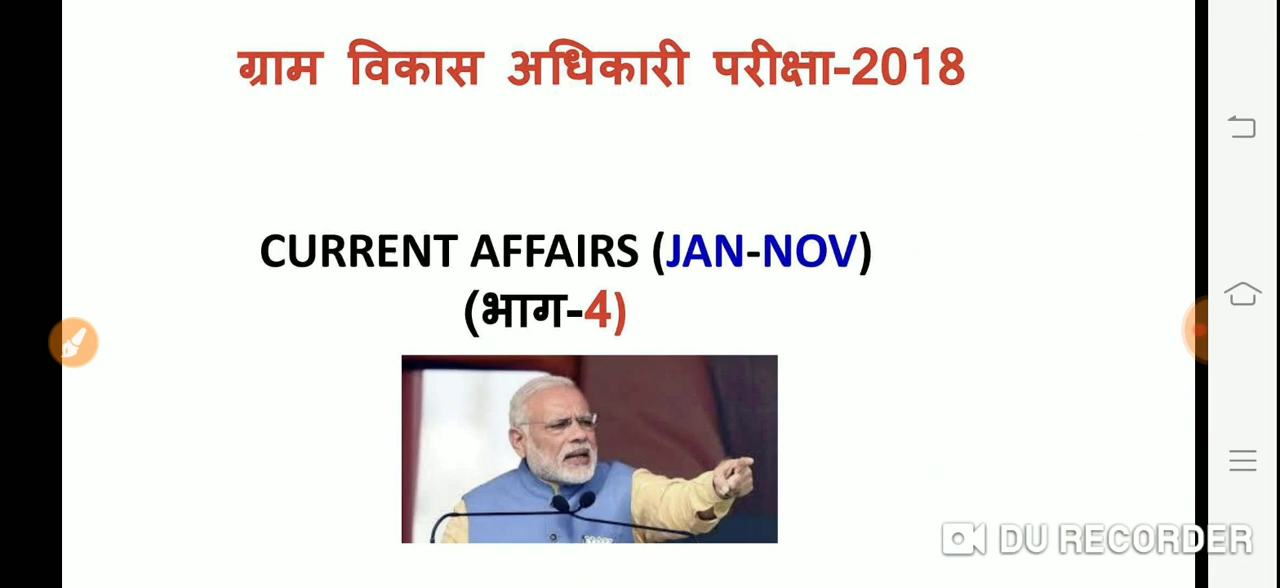 ग्राम विकास अधिकारी परीक्षा-2018
CURRENT AFFAIRS (JAN-NOV)
(भाग-4)
DU RECORDER